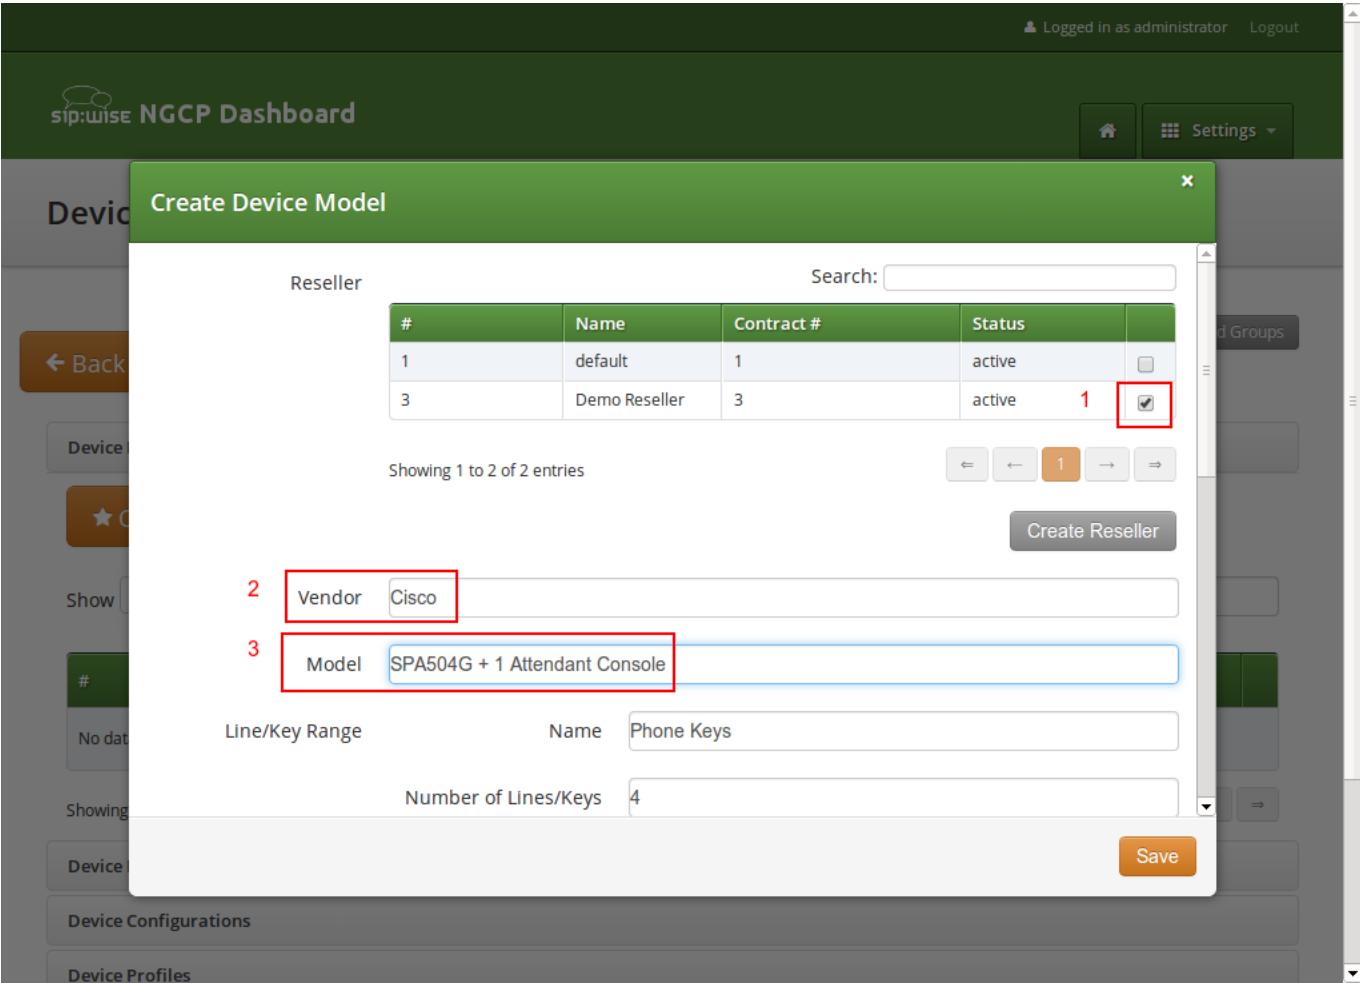 Logged in as administrator Logout
sip:wise NGCP Dashboard
Settings
Devic
Create Device Model
×
Reseller
Search:
# Name Contract # Status
1 default 1 active
3 Demo Reseller 3 active 1
d Groups
← Back
Device
Showing 1 to 2 of 2 entries
⇐ ← 1 → ⇒
Create Reseller
2 Vendor Cisco
Show
3 Model SPA504G + 1 Attendant Console
#
Line/Key Range Name Phone Keys
No dat
Number of Lines/Keys 4
Showing
⇒
Save
Device
Device Configurations
Device Profiles